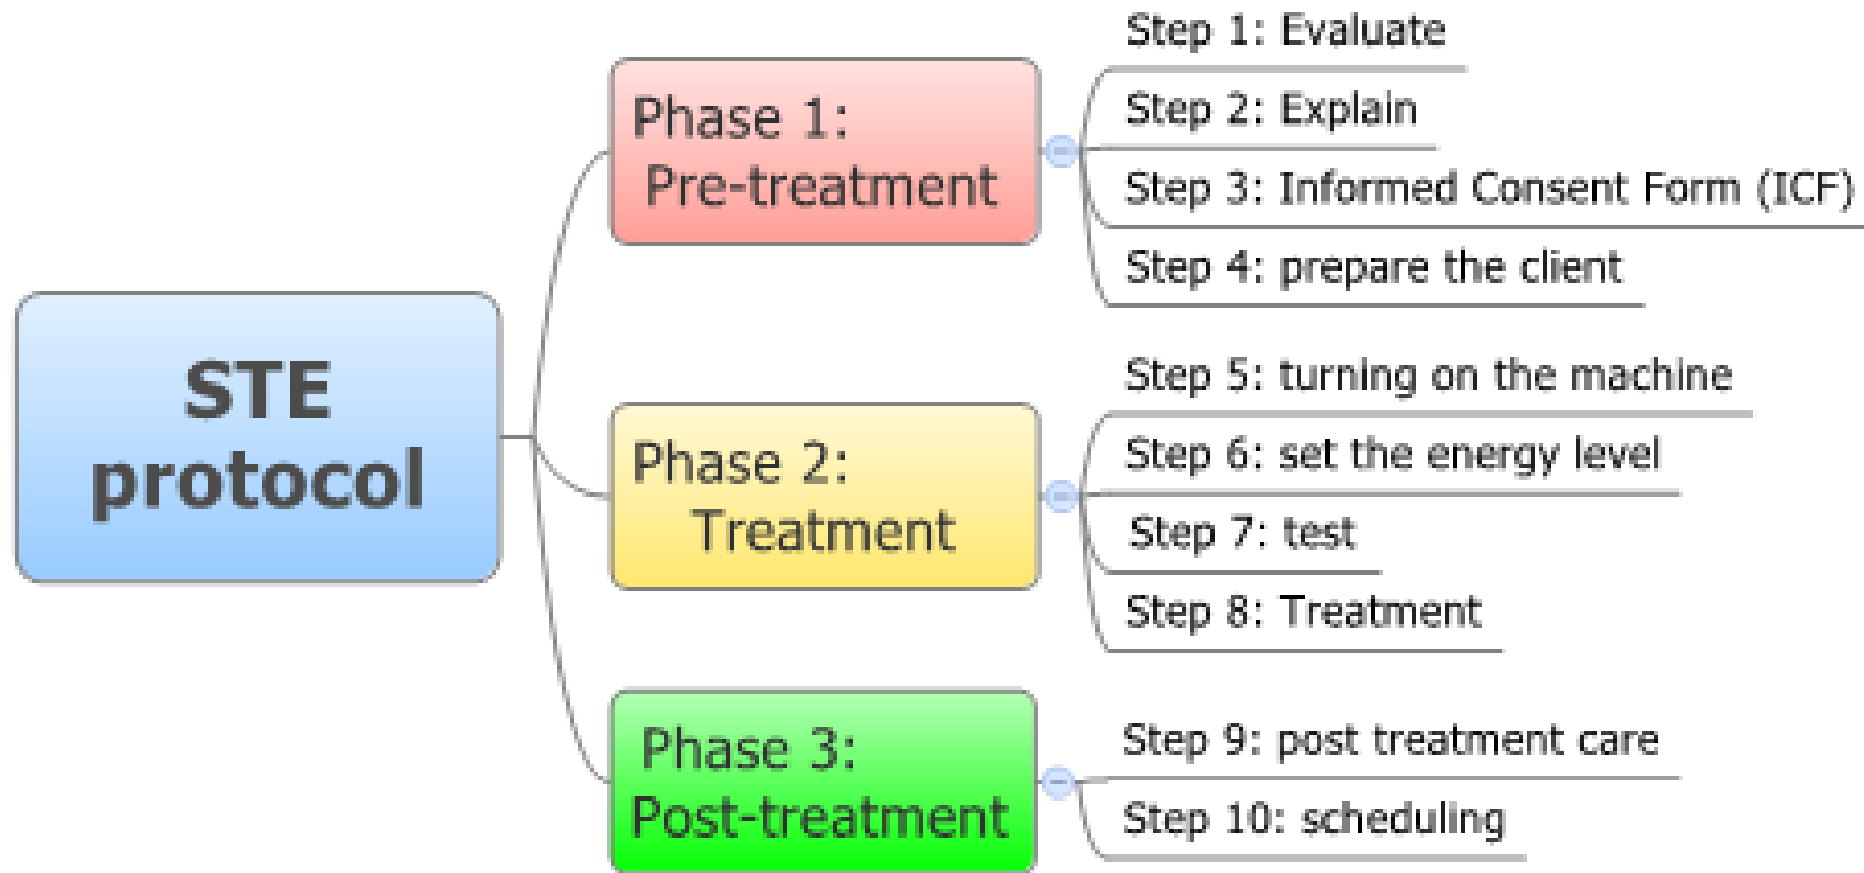 STE
protocol
Phase 1:
Pre-treatment
Step 1: Evaluate
Step 2: Explain
Step 3: Informed Consent Form (ICF)
Step 4: prepare the client
Phase 2:
Treatment
Step 5: turning on the machine
Step 6: set the energy level
Step 7: test
Step 8: Treatment
Phase 3:
Post-treatment
Step 9: post treatment care
Step 10: scheduling